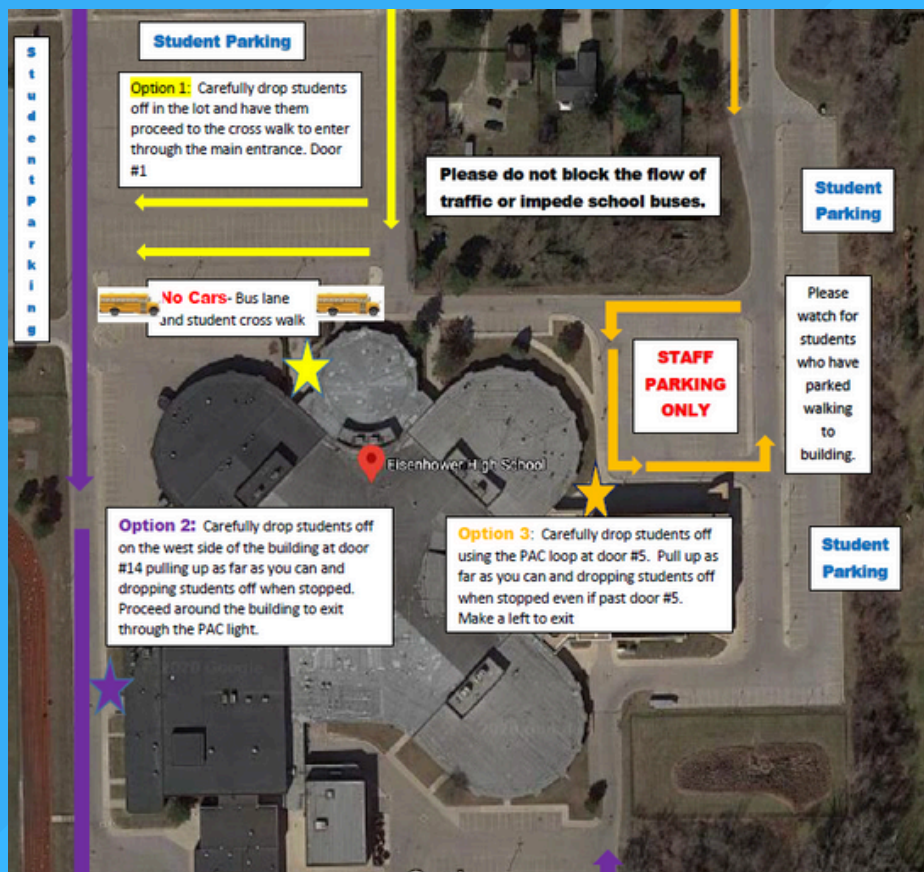 Student Parking
Student Parking
Option 1: Carefully drop students
off in the lot and have them
proceed to the cross walk to enter
through the main entrance. Door
#1
Please do not block the flow of
traffic or impede school buses.
Student
Parking
No Cars- Bus lane
and student cross walk
STAFF
PARKING
ONLY
Please
watch for
students
who have
parked
walking
to
building.
Eisenhower High School
Option 2: Carefully drop students off
on the west side of the building at door
#14 pulling up as far as you can and
dropping students off when stopped.
Proceed around the building to exit
through the PAC light.
Option 3: Carefully drop students off
using the PAC loop at door #5. Pull up as
far as you can and dropping students off
when stopped even if past door #5.
Make a left to exit
Student
Parking